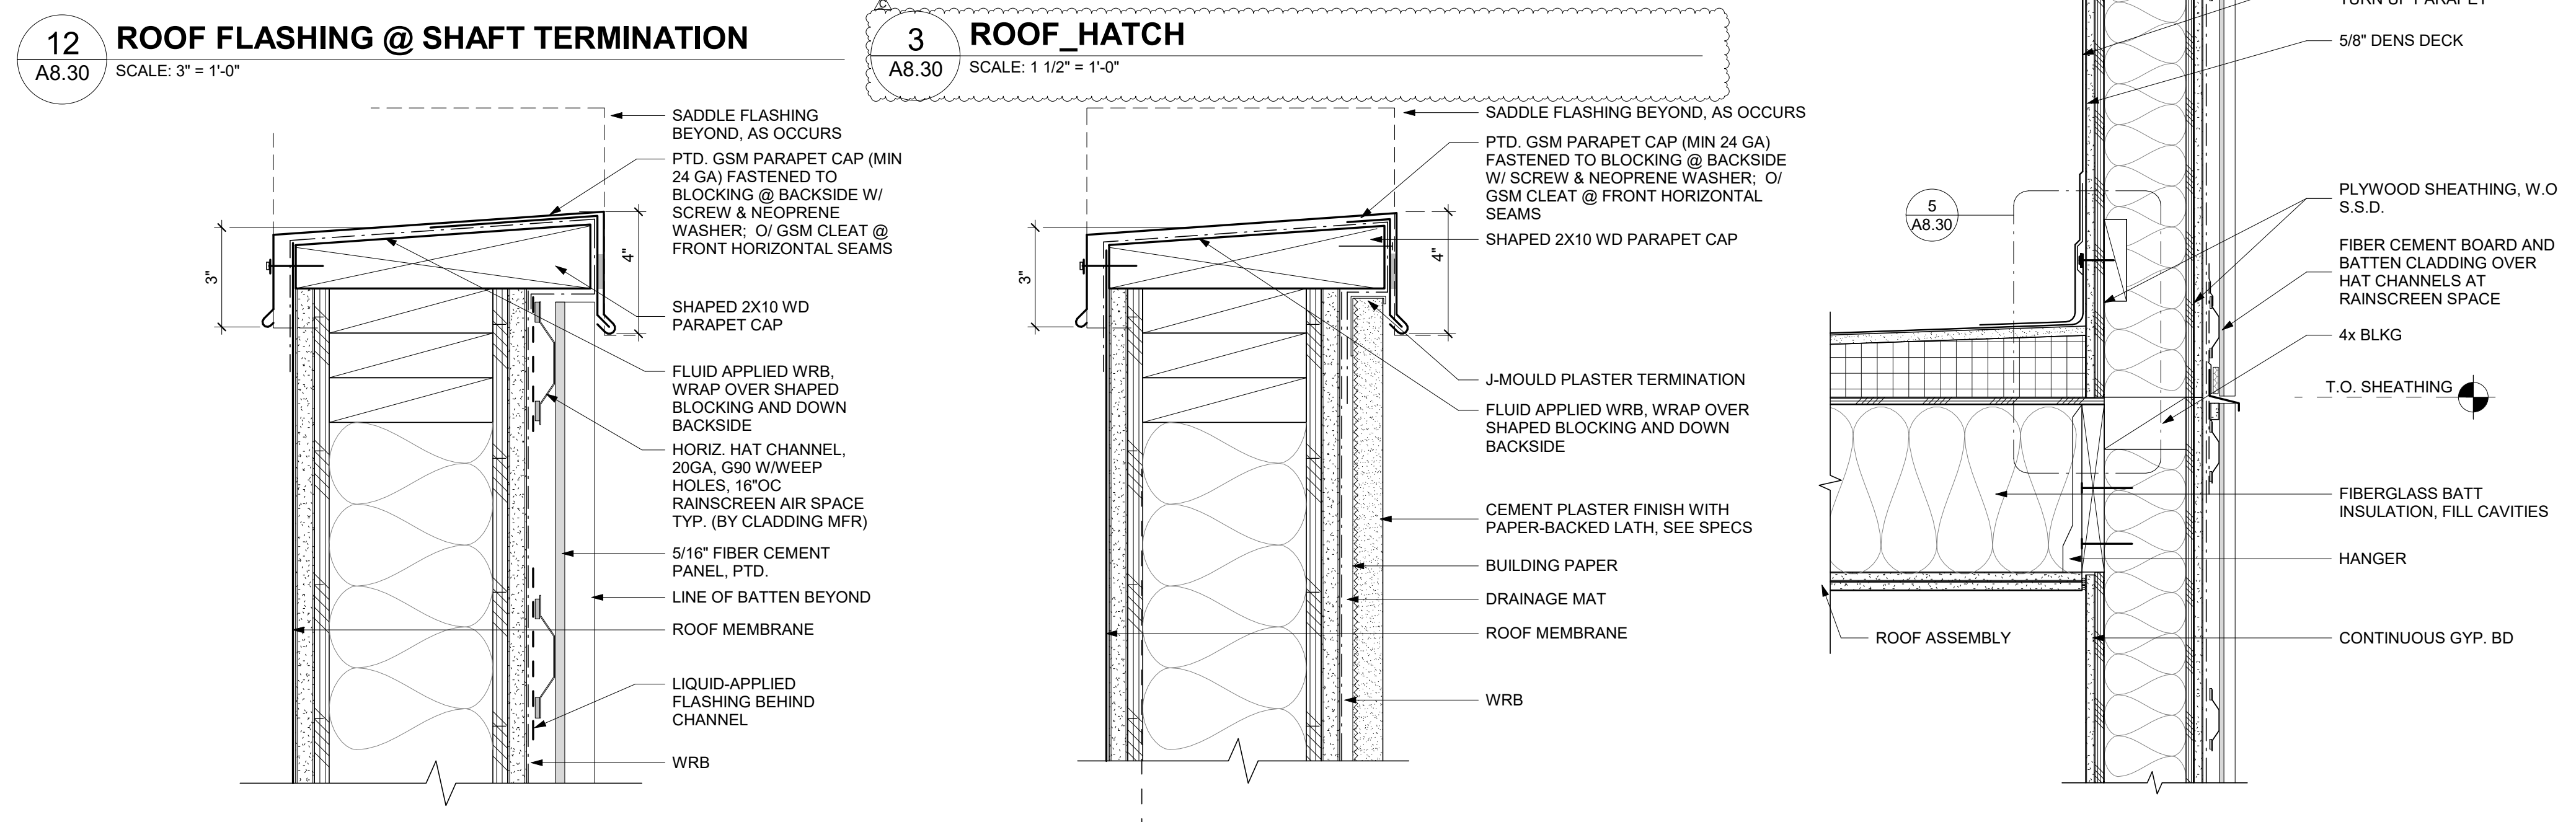 12
A8.30
ROOF FLASHING @ SHAFT TERMINATION
SCALE: 3" = 1'-0"
C
3
A8.30
ROOF_HATCH
SCALE: 1 1/2" = 1'-0"
SADDLE FLASHING
BEYOND, AS OCCURS
PTD. GSM PARAPET CAP (MIN
24 GA) FASTENED TO
BLOCKING @ BACKSIDE W/
SCREW & NEOPRENE
WASHER; O/ GSM CLEAT @
FRONT HORIZONTAL SEAMS
3"
4"
SHAPED 2X10 WD
PARAPET CAP
FLUID APPLIED WRB,
WRAP OVER SHAPED
BLOCKING AND DOWN
BACKSIDE
HORIZ. HAT CHANNEL,
20GA, G90 W/WEEP
HOLES, 16"OC
RAINSCREEN AIR SPACE
TYP. (BY CLADDING MFR)
5/16" FIBER CEMENT
PANEL, PTD.
LINE OF BATTEN BEYOND
ROOF MEMBRANE
LIQUID-APPLIED
FLASHING BEHIND
CHANNEL
WRB
SADDLE FLASHING BEYOND, AS OCCURS
PTD. GSM PARAPET CAP (MIN 24 GA)
FASTENED TO BLOCKING @ BACKSIDE
W/ SCREW & NEOPRENE WASHER; O/
GSM CLEAT @ FRONT HORIZONTAL
SEAMS
SHAPED 2X10 WD PARAPET CAP
3"
4"
J-MOULD PLASTER TERMINATION
FLUID APPLIED WRB, WRAP OVER
SHAPED BLOCKING AND DOWN
BACKSIDE
CEMENT PLASTER FINISH WITH
PAPER-BACKED LATH, SEE SPECS
BUILDING PAPER
DRAINAGE MAT
ROOF MEMBRANE
WRB
TURN UP PARAPET
5/8" DENS DECK
5
A8.30
PLYWOOD SHEATHING, W.O
S.S.D.
FIBER CEMENT BOARD AND
BATTEN CLADDING OVER
HAT CHANNELS AT
RAINSCREEN SPACE
4x BLKG
T.O. SHEATHING
FIBERGLASS BATT
INSULATION, FILL CAVITIES
HANGER
ROOF ASSEMBLY
CONTINUOUS GYP. BD